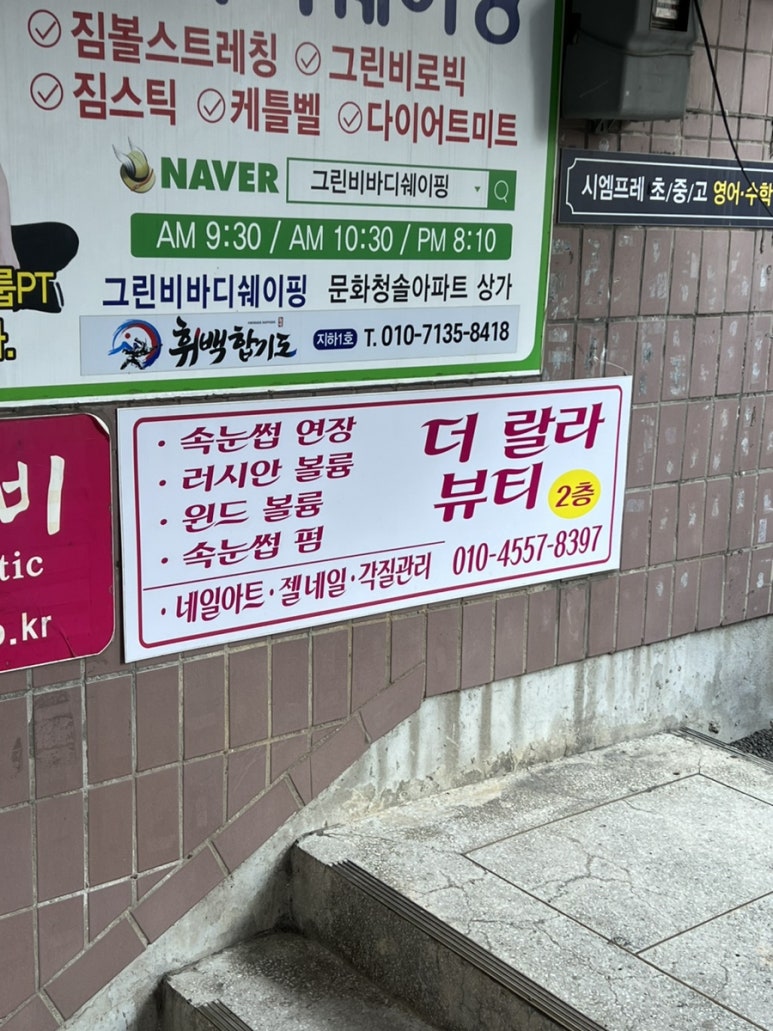 짐볼스트레칭 그린비로빅
짐스틱 케틀벨 다이어트미트
NAVER 그린비바디쉐이핑
AM 9:30 / AM 10:30 / PM 8:10
그린비바디쉐이핑 문화청솔아파트 상가
휘백합기도 지하1호 T. 010-7135-8418
룹PT
시엠프레 초/중/고 영어·수학
비
tic
o.kr
· 속눈썹 연장
· 러시안 볼륨
· 윈드 볼륨
· 속눈썹 펌
· 네일아트 · 젤네일 · 각질관리
더 랄라
뷰티 2층
010-4557-8397